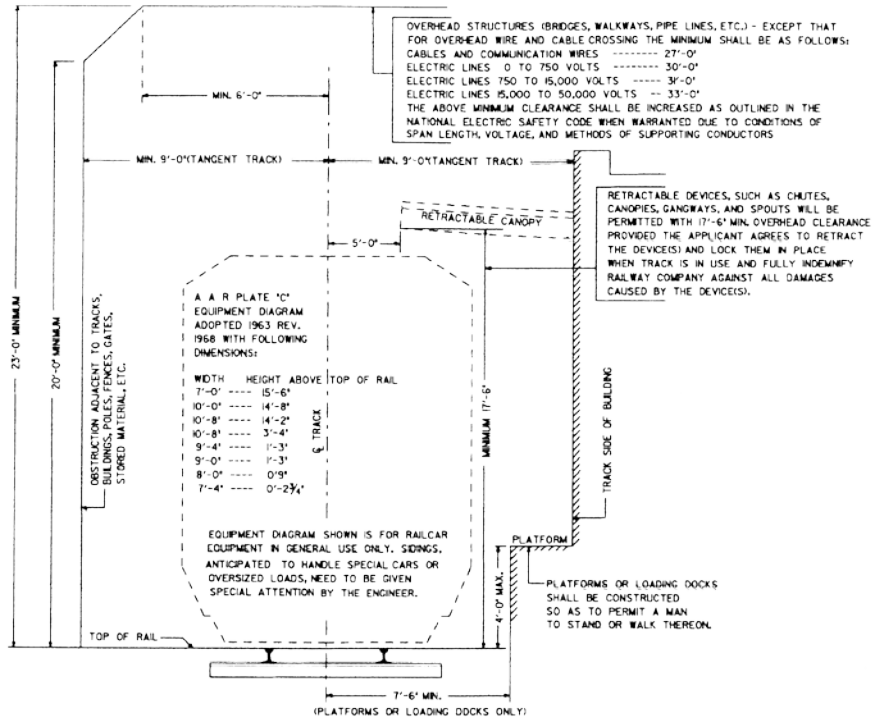 OVERHEAD STRUCTURES (BRIDGES, WALKWAYS, PIPE LINES, ETC.) - EXCEPT THAT
FOR OVERHEAD WIRE AND CABLE CROSSING THE MINIMUM SHALL BE AS FOLLOWS:
CABLES AND COMMUNICATION WIRES ------- 27'-0"
ELECTRIC LINES 0 TO 750 VOLTS ------- 30'-0"
ELECTRIC LINES 750 TO 15,000 VOLTS --- 31'-0"
ELECTRIC LINES 15,000 TO 50,000 VOLTS -- 33'-0"
THE ABOVE MINIMUM CLEARANCE SHALL BE INCREASED AS OUTLINED IN THE
NATIONAL ELECTRIC SAFETY CODE WHEN WARRANTED DUE TO CONDITIONS OF
SPAN LENGTH, VOLTAGE, AND METHODS OF SUPPORTING CONDUCTORS
MIN. 6'-0"
MIN. 9'-0"(TANGENT TRACK)
MIN. 9'-0"(TANGENT TRACK)
RETRACTABLE DEVICES, SUCH AS CHUTES,
CANOPIES, GANGWAYS, AND SPOUTS WILL BE
PERMITTED WITH 17'-6" MIN. OVERHEAD CLEARANCE
PROVIDED THE APPLICANT AGREES TO RETRACT
THE DEVICE(S) AND LOCK THEM IN PLACE
WHEN TRACK IS IN USE AND FULLY INDEMNIFY
RAILWAY COMPANY AGAINST ALL DAMAGES
CAUSED BY THE DEVICE(S).
RETRACTABLE CANOPY
5'-0"
23'-0" MINIMUM
20'-0" MINIMUM
OBSTRUCTION ADJACENT TO TRACKS,
BUILDINGS, POLES, FENCES, GATES,
STORED MATERIAL, ETC.
A A R PLATE "C"
EQUIPMENT DIAGRAM
ADOPTED 1963 REV.
1968 WITH FOLLOWING
DIMENSIONS:
WIDTH HEIGHT ABOVE TOP OF RAIL
7'-0" ---- 15'-6"
10'-0" ---- 14'-8"
10'-8" ---- 14'-2"
10'-8" ---- 3'-4"
9'-4" ---- 1'-3"
9'-0" ---- 1'-3"
8'-0" ---- 0'9"
7'-4" ---- 0'-2¾"
℄ TRACK
MINIMUM 17'-6"
TRACK SIDE OF BUILDING
EQUIPMENT DIAGRAM SHOWN IS FOR RAILCAR
EQUIPMENT IN GENERAL USE ONLY. SIDINGS,
ANTICIPATED TO HANDLE SPECIAL CARS OR
OVERSIZED LOADS, NEED TO BE GIVEN
SPECIAL ATTENTION BY THE ENGINEER.
PLATFORM
4'-0" MAX.
PLATFORMS OR LOADING DOCKS
SHALL BE CONSTRUCTED
SO AS TO PERMIT A MAN
TO STAND OR WALK THEREON.
TOP OF RAIL
7'-6" MIN.
(PLATFORMS OR LOADING DOCKS ONLY)